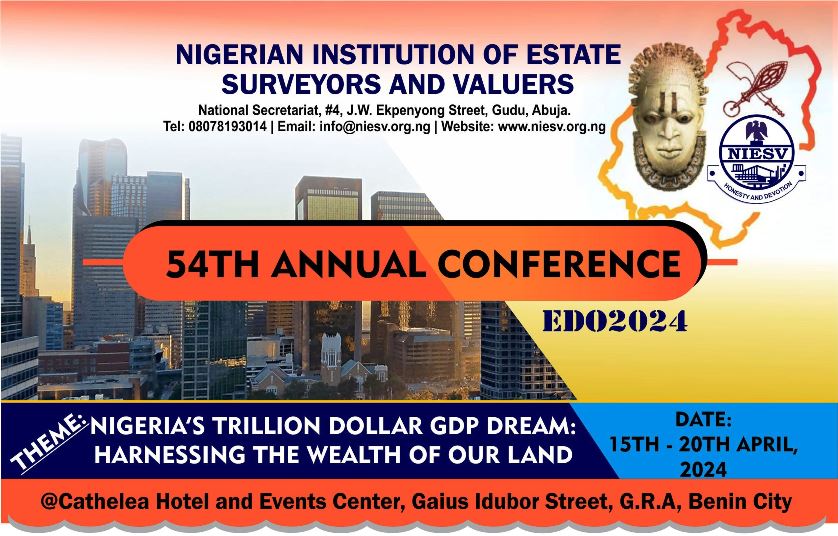 NIGERIAN INSTITUTION OF ESTATE
SURVEYORS AND VALUERS
National Secretariat, #4, J.W. Ekpenyong Street, Gudu, Abuja.
Tel: 08078193014 | Email: info@niesv.org.ng | Website: www.niesv.org.ng
NIESV
HONESTY AND DEVOTION
54TH ANNUAL CONFERENCE
EDO2024
THEME:
NIGERIA'S TRILLION DOLLAR GDP DREAM:
HARNESSING THE WEALTH OF OUR LAND
DATE:
15TH - 20TH APRIL,
2024
@Cathelea Hotel and Events Center, Gaius Idubor Street, G.R.A, Benin City